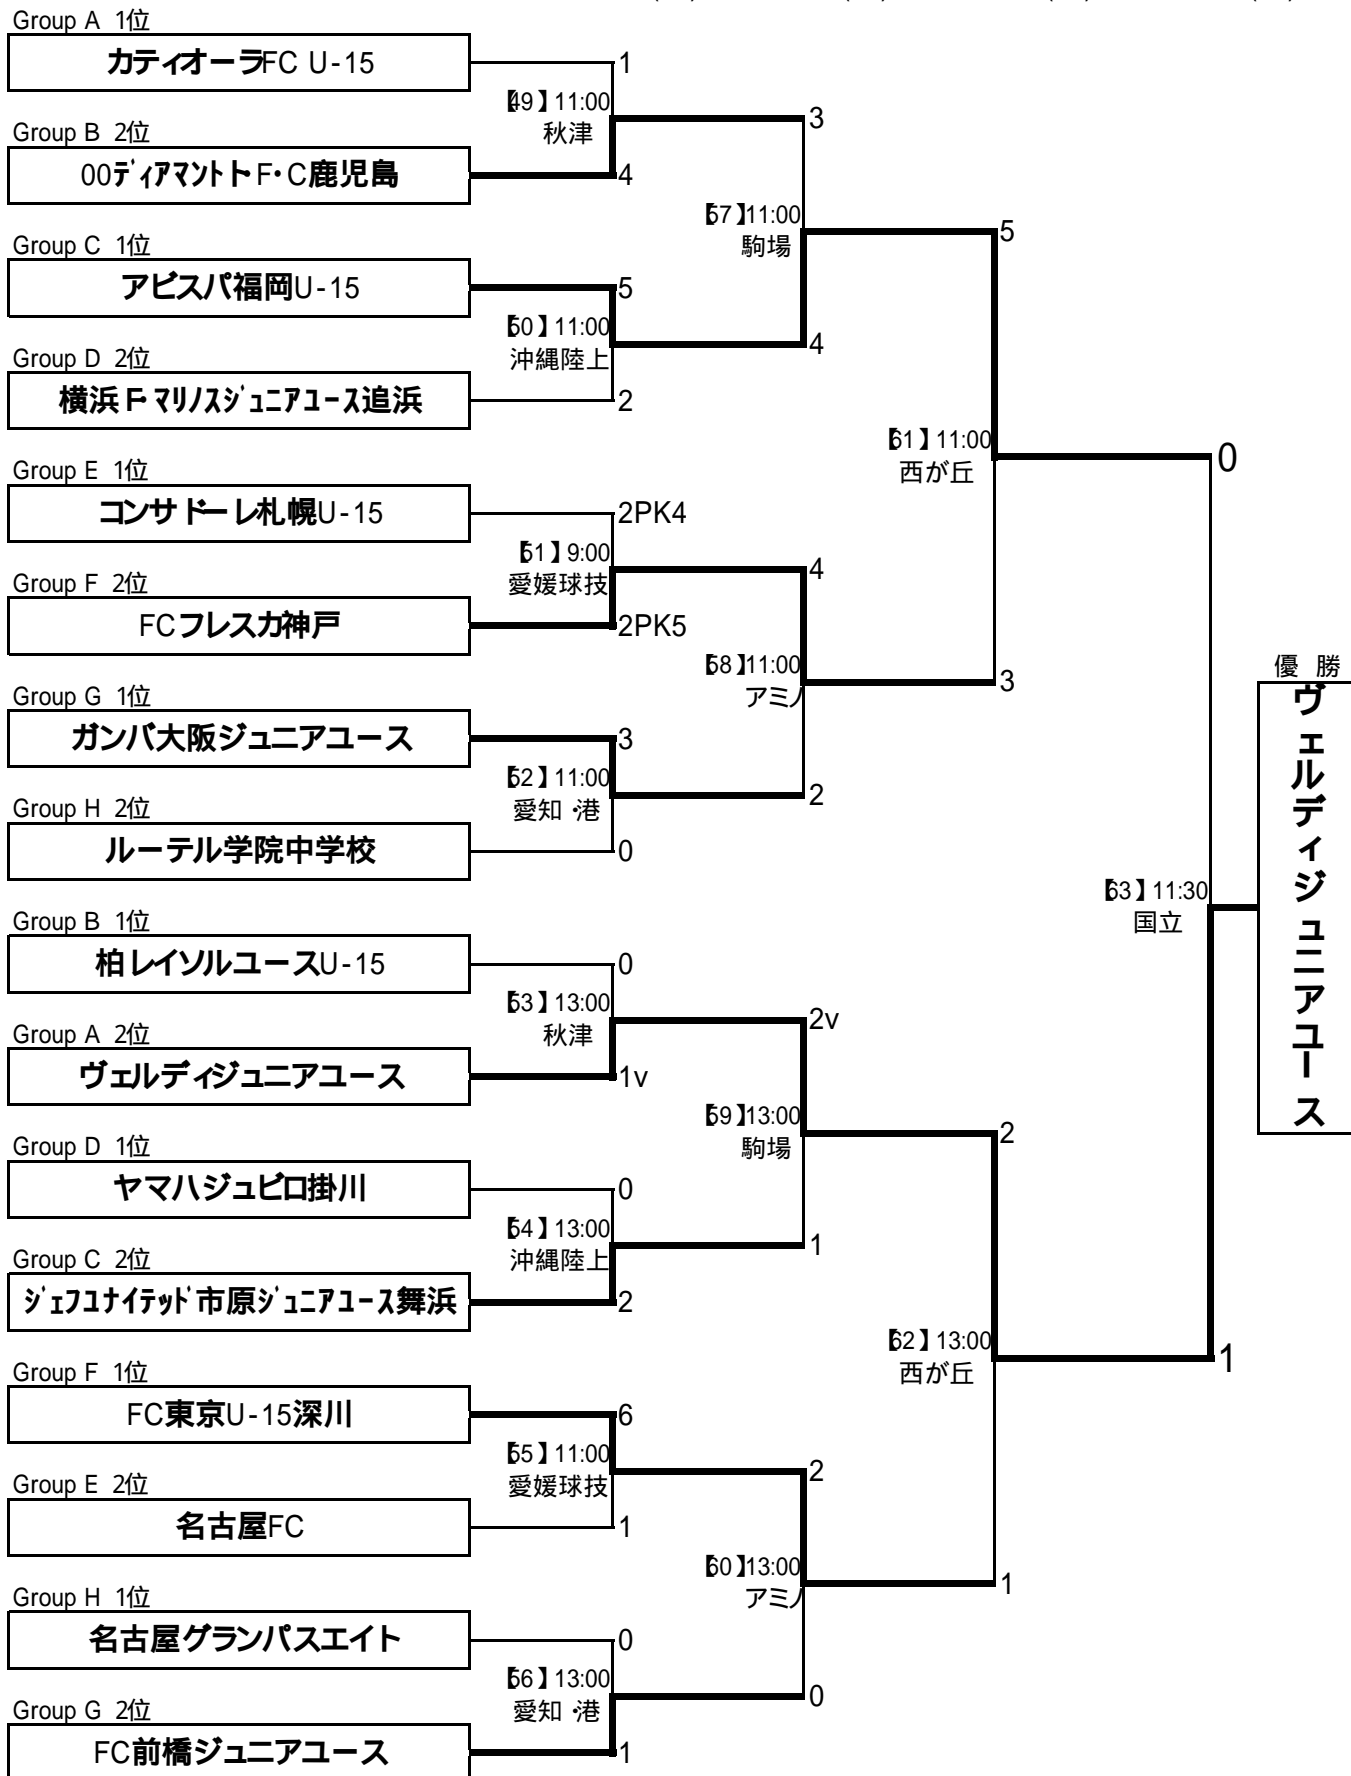 Group A 1位
カティオーラFC U-15
1
【49】11:00
秋津
3
Group B 2位
00ディアマントト・F・C鹿児島
4
【57】11:00
駒場
5
Group C 1位
アビスパ福岡U-15
5
【50】11:00
沖縄陸上
4
Group D 2位
横浜F・マリノスジュニアユース追浜
2
【61】11:00
西が丘
0
Group E 1位
コンサドーレ札幌U-15
2PK4
【51】9:00
愛媛球技
4
Group F 2位
FCフレスカ神戸
2PK5
【58】11:00
アミノ
3
Group G 1位
ガンバ大阪ジュニアユース
3
【52】11:00
愛知・港
2
Group H 2位
ルーテル学院中学校
0
【63】11:30
国立
優 勝
ヴェルディジュニアユース
Group B 1位
柏レイソルユースU-15
0
【53】13:00
秋津
2v
Group A 2位
ヴェルディジュニアユース
1v
【59】13:00
駒場
2
Group D 1位
ヤマハジュビロ掛川
0
【54】13:00
沖縄陸上
1
Group C 2位
ジェフユナイテッド市原ジュニアユース舞浜
2
【62】13:00
西が丘
1
Group F 1位
FC東京U-15深川
6
【55】11:00
愛媛球技
2
Group E 2位
名古屋FC
1
【60】13:00
アミノ
1
Group H 1位
名古屋グランパスエイト
0
【56】13:00
愛知・港
0
Group G 2位
FC前橋ジュニアユース
1